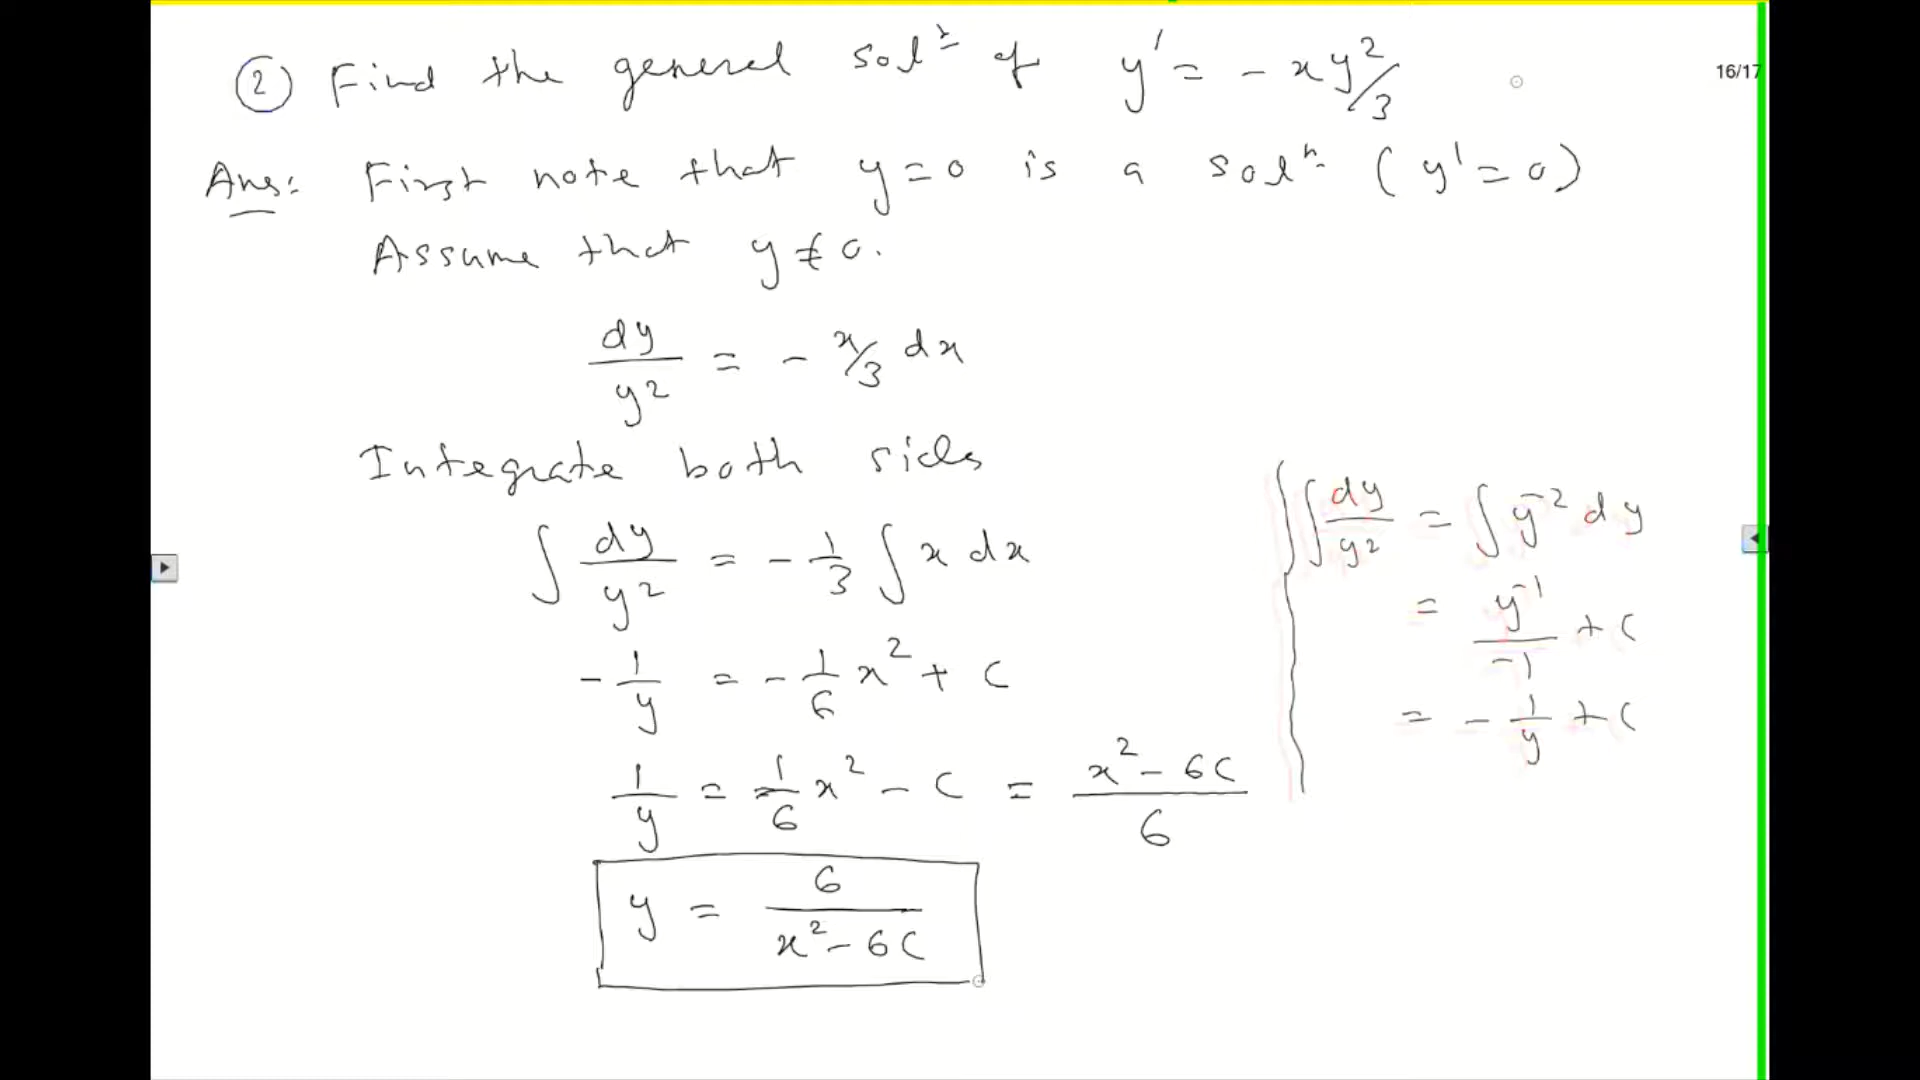 ② Find the general solⁿ of y' = - xy²/3
16/17
Ans: First note that y = 0 is a solⁿ (y' = 0)
Assume that y ≠ 0.
dy/y² = - x/3 dx
Integrate both sides
∫ dy/y² = - 1/3 ∫ x dx
- 1/y = - 1/6 x² + C
1/y = 1/6 x² - C = (x² - 6C)/6
y = 6/(x² - 6C)
∫ dy/y² = ∫ y⁻² dy
= y⁻¹/-1 + C
= - 1/y + C